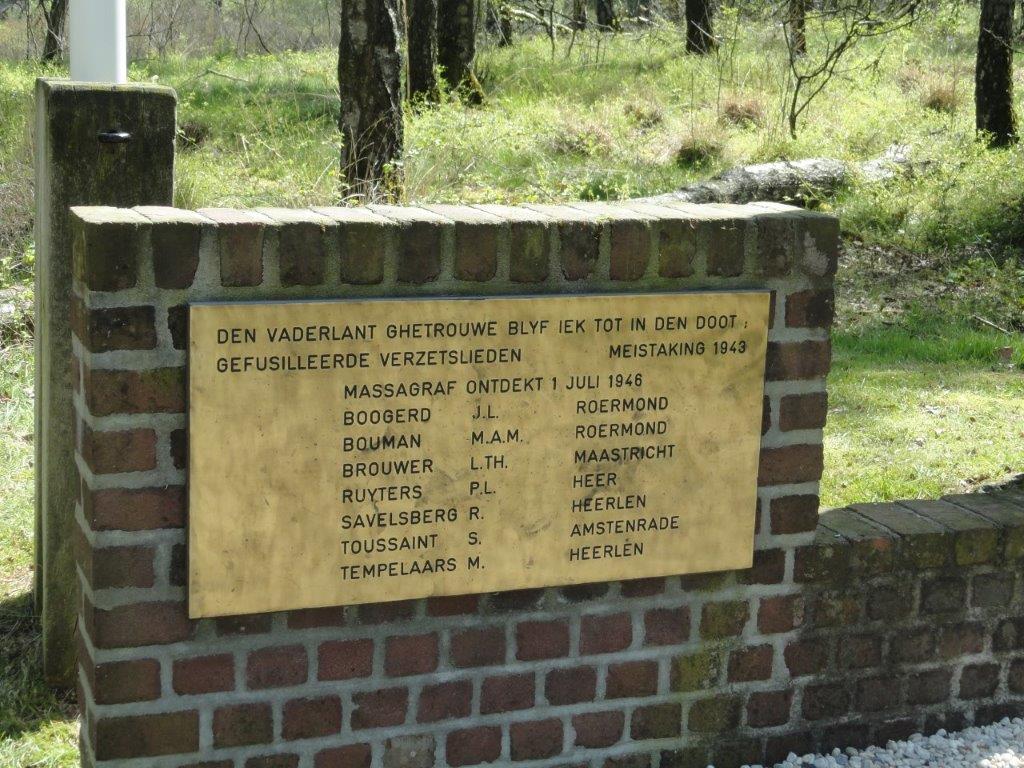 DEN VADERLANT GHETROUWE BLYF IEK TOT IN DEN DOOT;
GEFUSILLEERDE VERZETSLIEDEN MEISTAKING 1943
MASSAGRAF ONTDEKT 1 JULI 1946
BOOGERD J.L. ROERMOND
BOUMAN M.A.M. ROERMOND
BROUWER L.TH. MAASTRICHT
RUYTERS P.L. HEER
SAVELSBERG R. HEERLEN
TOUSSAINT S. AMSTENRADE
TEMPELAARS M. HEERLEN